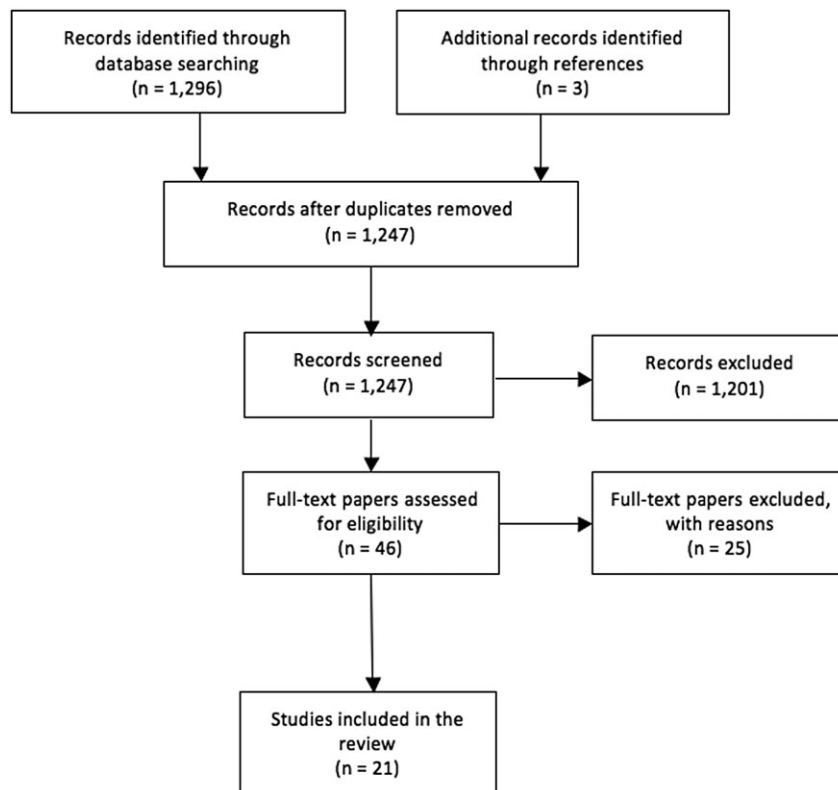 Records identified through
database searching
(n = 1,296)
Additional records identified
through references
(n = 3)
Records after duplicates removed
(n = 1,247)
Records screened
(n = 1,247)
Records excluded
(n = 1,201)
Full-text papers assessed
for eligibility
(n = 46)
Full-text papers excluded,
with reasons
(n = 25)
Studies included in the
review
(n = 21)